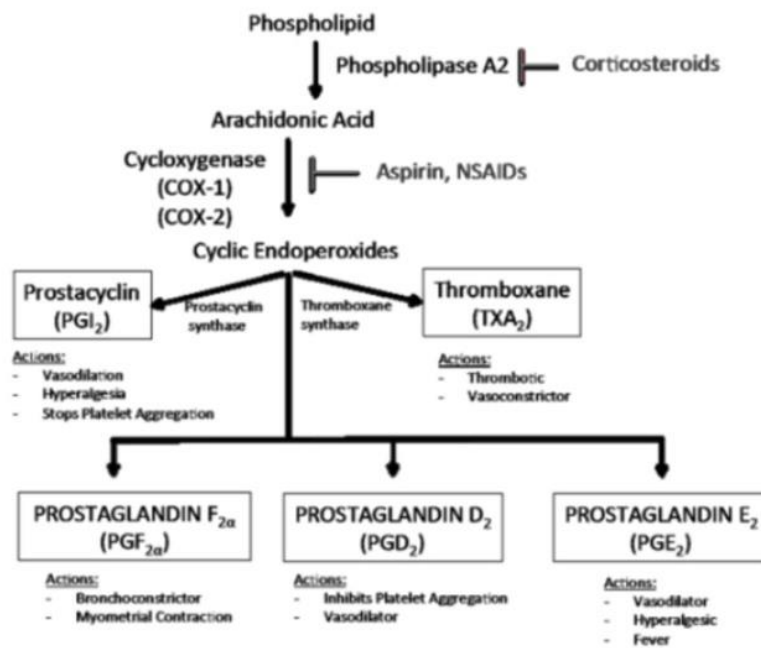 Phospholipid
Phospholipase A2
Corticosteroids
Arachidonic Acid
Cycloxygenase
(COX-1)
(COX-2)
Aspirin, NSAIDs
Cyclic Endoperoxides
Prostacyclin
(PGI₂)
Prostacyclin
synthase
Thromboxane
synthase
Thromboxane
(TXA₂)
Actions:
- Vasodilation
- Hyperalgesia
- Stops Platelet Aggregation
Actions:
- Thrombotic
- Vasoconstrictor
PROSTAGLANDIN F₂α
(PGF₂α)
Actions:
- Bronchoconstrictor
- Myometrial Contraction
PROSTAGLANDIN D₂
(PGD₂)
Actions:
- Inhibits Platelet Aggregation
- Vasodilator
PROSTAGLANDIN E₂
(PGE₂)
Actions:
- Vasodilator
- Hyperalgesic
- Fever